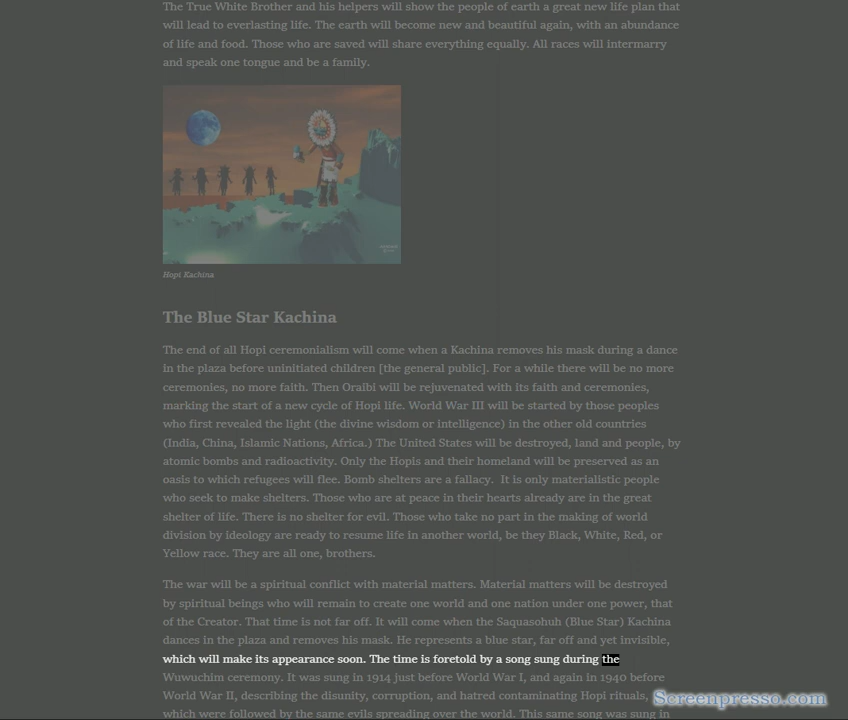 The True White Brother and his helpers will show the people of earth a great new life plan that
will lead to everlasting life. The earth will become new and beautiful again, with an abundance
of life and food. Those who are saved will share everything equally. All races will intermarry
and speak one tongue and be a family.
Hopi Kachina
The Blue Star Kachina
The end of all Hopi ceremonialism will come when a Kachina removes his mask during a dance
in the plaza before uninitiated children [the general public]. For a while there will be no more
ceremonies, no more faith. Then Oraibi will be rejuvenated with its faith and ceremonies,
marking the start of a new cycle of Hopi life. World War III will be started by those peoples
who first revealed the light (the divine wisdom or intelligence) in the other old countries
(India, China, Islamic Nations, Africa.) The United States will be destroyed, land and people, by
atomic bombs and radioactivity. Only the Hopis and their homeland will be preserved as an
oasis to which refugees will flee. Bomb shelters are a fallacy.  It is only materialistic people
who seek to make shelters. Those who are at peace in their hearts already are in the great
shelter of life. There is no shelter for evil. Those who take no part in the making of world
division by ideology are ready to resume life in another world, be they Black, White, Red, or
Yellow race. They are all one, brothers.
The war will be a spiritual conflict with material matters. Material matters will be destroyed
by spiritual beings who will remain to create one world and one nation under one power, that
of the Creator. That time is not far off. It will come when the Saquasohuh (Blue Star) Kachina
dances in the plaza and removes his mask. He represents a blue star, far off and yet invisible,
which will make its appearance soon. The time is foretold by a song sung during the
Wuwuchim ceremony. It was sung in 1914 just before World War I, and again in 1940 before
World War II, describing the disunity, corruption, and hatred contaminating Hopi rituals,
which were followed by the same evils spreading over the world. This same song was sung in
Screenpresso.com